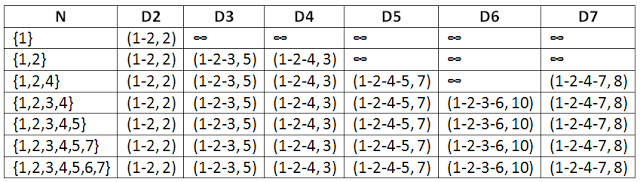 N D2 D3 D4 D5 D6 D7
{1} (1-2, 2) ∞ ∞ ∞ ∞ ∞
{1,2} (1-2, 2) (1-2-3, 5) (1-2-4, 3) ∞ ∞ ∞
{1,2,4} (1-2, 2) (1-2-3, 5) (1-2-4, 3) (1-2-4-5, 7) ∞ (1-2-4-7, 8)
{1,2,3,4} (1-2, 2) (1-2-3, 5) (1-2-4, 3) (1-2-4-5, 7) (1-2-3-6, 10) (1-2-4-7, 8)
{1,2,3,4,5} (1-2, 2) (1-2-3, 5) (1-2-4, 3) (1-2-4-5, 7) (1-2-3-6, 10) (1-2-4-7, 8)
{1,2,3,4,5,7} (1-2, 2) (1-2-3, 5) (1-2-4, 3) (1-2-4-5, 7) (1-2-3-6, 10) (1-2-4-7, 8)
{1,2,3,4,5,6,7} (1-2, 2) (1-2-3, 5) (1-2-4, 3) (1-2-4-5, 7) (1-2-3-6, 10) (1-2-4-7, 8)